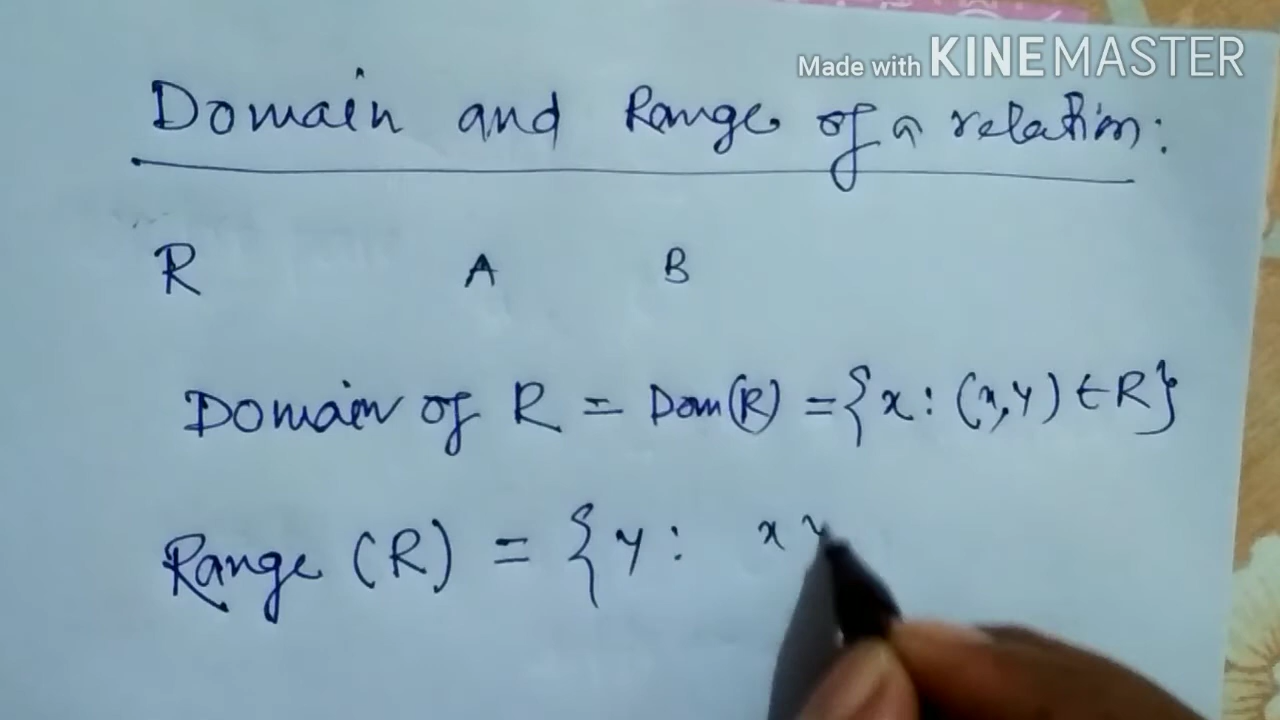 Made with KINEMASTER
Domain and Range of a relation:
R A B
Domain of R = Dom(R) = {x : (x,y) ∈ R}
Range (R) = { y : x y